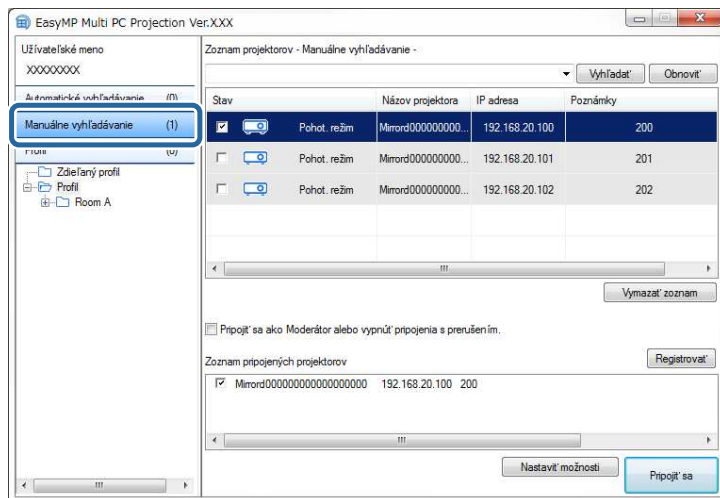 EasyMP Multi PC Projection Ver.XXX
Užívateľské meno
XXXXXXXX
Automatické vyhľadávanie (0)
Manuálne vyhľadávanie (1)
Profil (0)
Zdieľaný profil
Profil
Room A
Zoznam projektorov - Manuálne vyhľadávanie -
Vyhľadať Obnoviť
Stav Názov projektora IP adresa Poznámky
Pohot. režim Mirrord000000000... 192.168.20.100 200
Pohot. režim Mirrord000000000... 192.168.20.101 201
Pohot. režim Mirrord000000000... 192.168.20.102 202
Vymazať zoznam
Pripojiť sa ako Moderátor alebo vypnúť pripojenia s prerušením.
Zoznam pripojených projektorov
Registrovať
Mirrord000000000000000000 192.168.20.100 200
Nastaviť možnosti
Pripojiť sa